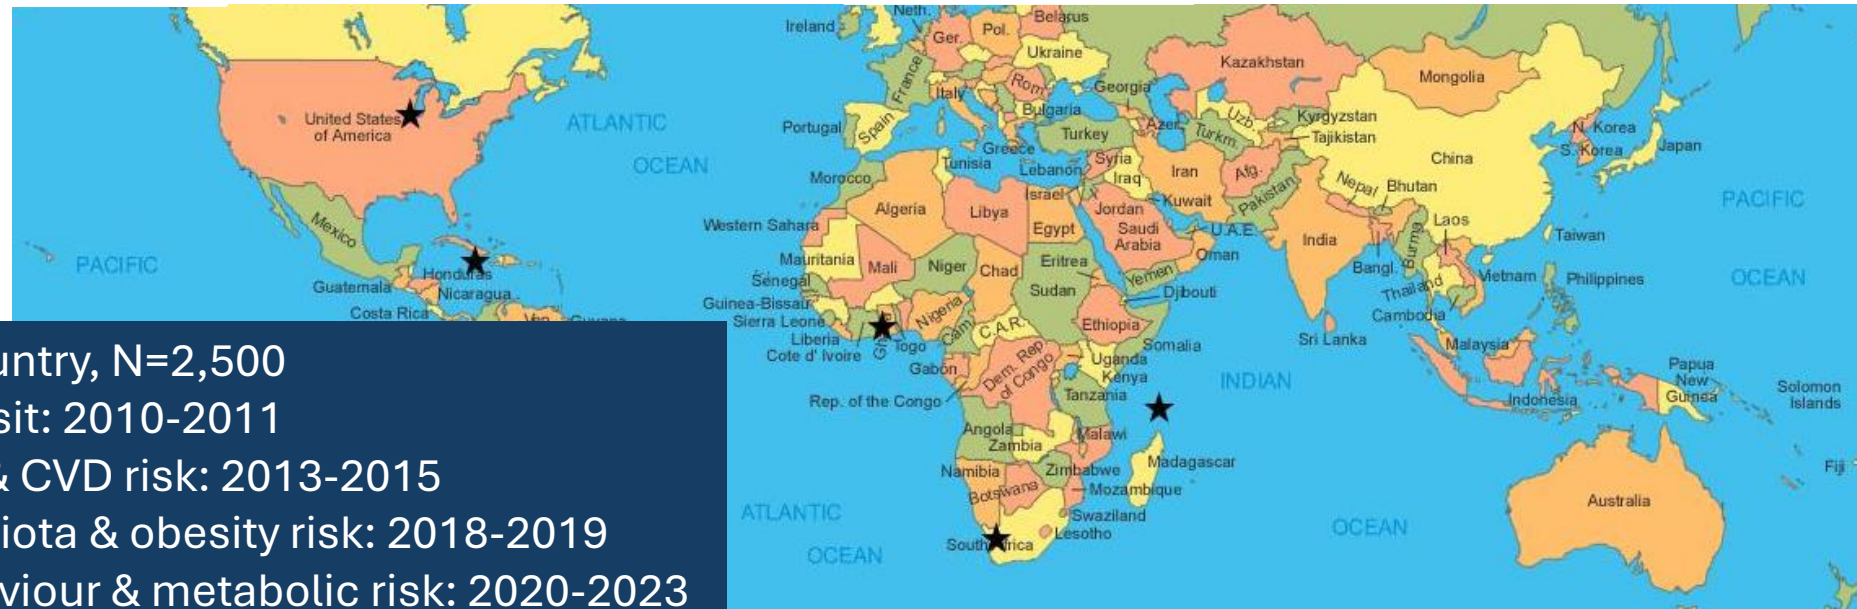 Neth.
Belarus
Ireland
Ger.
Pol.
Ukraine
Kazakhstan
Mongolia
France
Rom.
Italy
Georgia
Bulgaria
United States
of America
ATLANTIC
OCEAN
Portugal
Spain
Turkey
Azer.
Uzb.
Turkm.
Kyrgyzstan
Tajikistan
N. Korea
S. Korea
Japan
Greece
Tunisia
Lebanon
Syria
Iraq
Iran
Afg.
China
Morocco
Israel
Kuwait
Pakistan
Nepal
Bhutan
PACIFIC
OCEAN
Mexico
Western Sahara
Algeria
Libya
Egypt
Jordan
Saudi
Arabia
U.A.E.
Oman
India
Burma
Laos
Taiwan
PACIFIC
Honduras
Guatemala
Nicaragua
Costa Rica
Ven.
Guyana
Mauritania
Mali
Niger
Chad
Eritrea
Yemen
Bangl.
Thailand
Vietnam
Philippines
Senegal
Guinea-Bissau
Sierra Leone
Liberia
Cote d' Ivoire
Togo
Nigeria
Cam.
C.A.R.
Sudan
Djibouti
Ethiopia
Somalia
Sri Lanka
Cambodia
Malaysia
Gabon
Dem. Rep
of Congo
Uganda
Kenya
INDIAN
OCEAN
Papua
New
Guinea
Solomon
Islands
Rep. of the Congo
Tanzania
Indonesia
Angola
Zambia
Malawi
Namibia
Zimbabwe
Madagascar
Fiji
Botswana
Mozambique
Australia
ATLANTIC
OCEAN
Swaziland
Lesotho
untry, N=2,500
sit: 2010-2011
& CVD risk: 2013-2015
iota & obesity risk: 2018-2019
viour & metabolic risk: 2020-2023